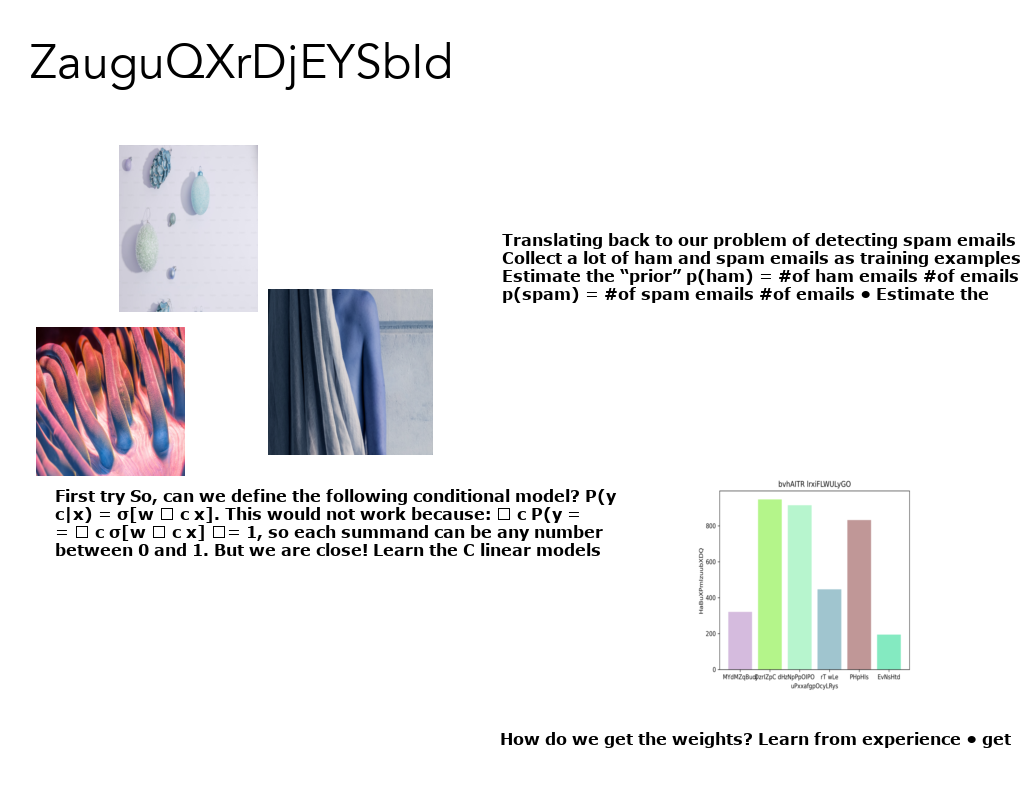 ZauguQXrDjEYSbId
Translating back to our problem of detecting spam emails
Collect a lot of ham and spam emails as training examples
Estimate the “prior” p(ham) = #of ham emails #of emails
p(spam) = #of spam emails #of emails • Estimate the
First try So, can we define the following conditional model? P(y
c|x) = σ[w □ c x]. This would not work because: □ c P(y =
= □ c σ[w □ c x] □= 1, so each summand can be any number
between 0 and 1. But we are close! Learn the C linear models
bvhAITR IrxiFLWULyGO
800
600
400
200
0
PHpHIs
EvNsHtd
rT wLe
uPxxafgpOcyLRys
How do we get the weights? Learn from experience • get